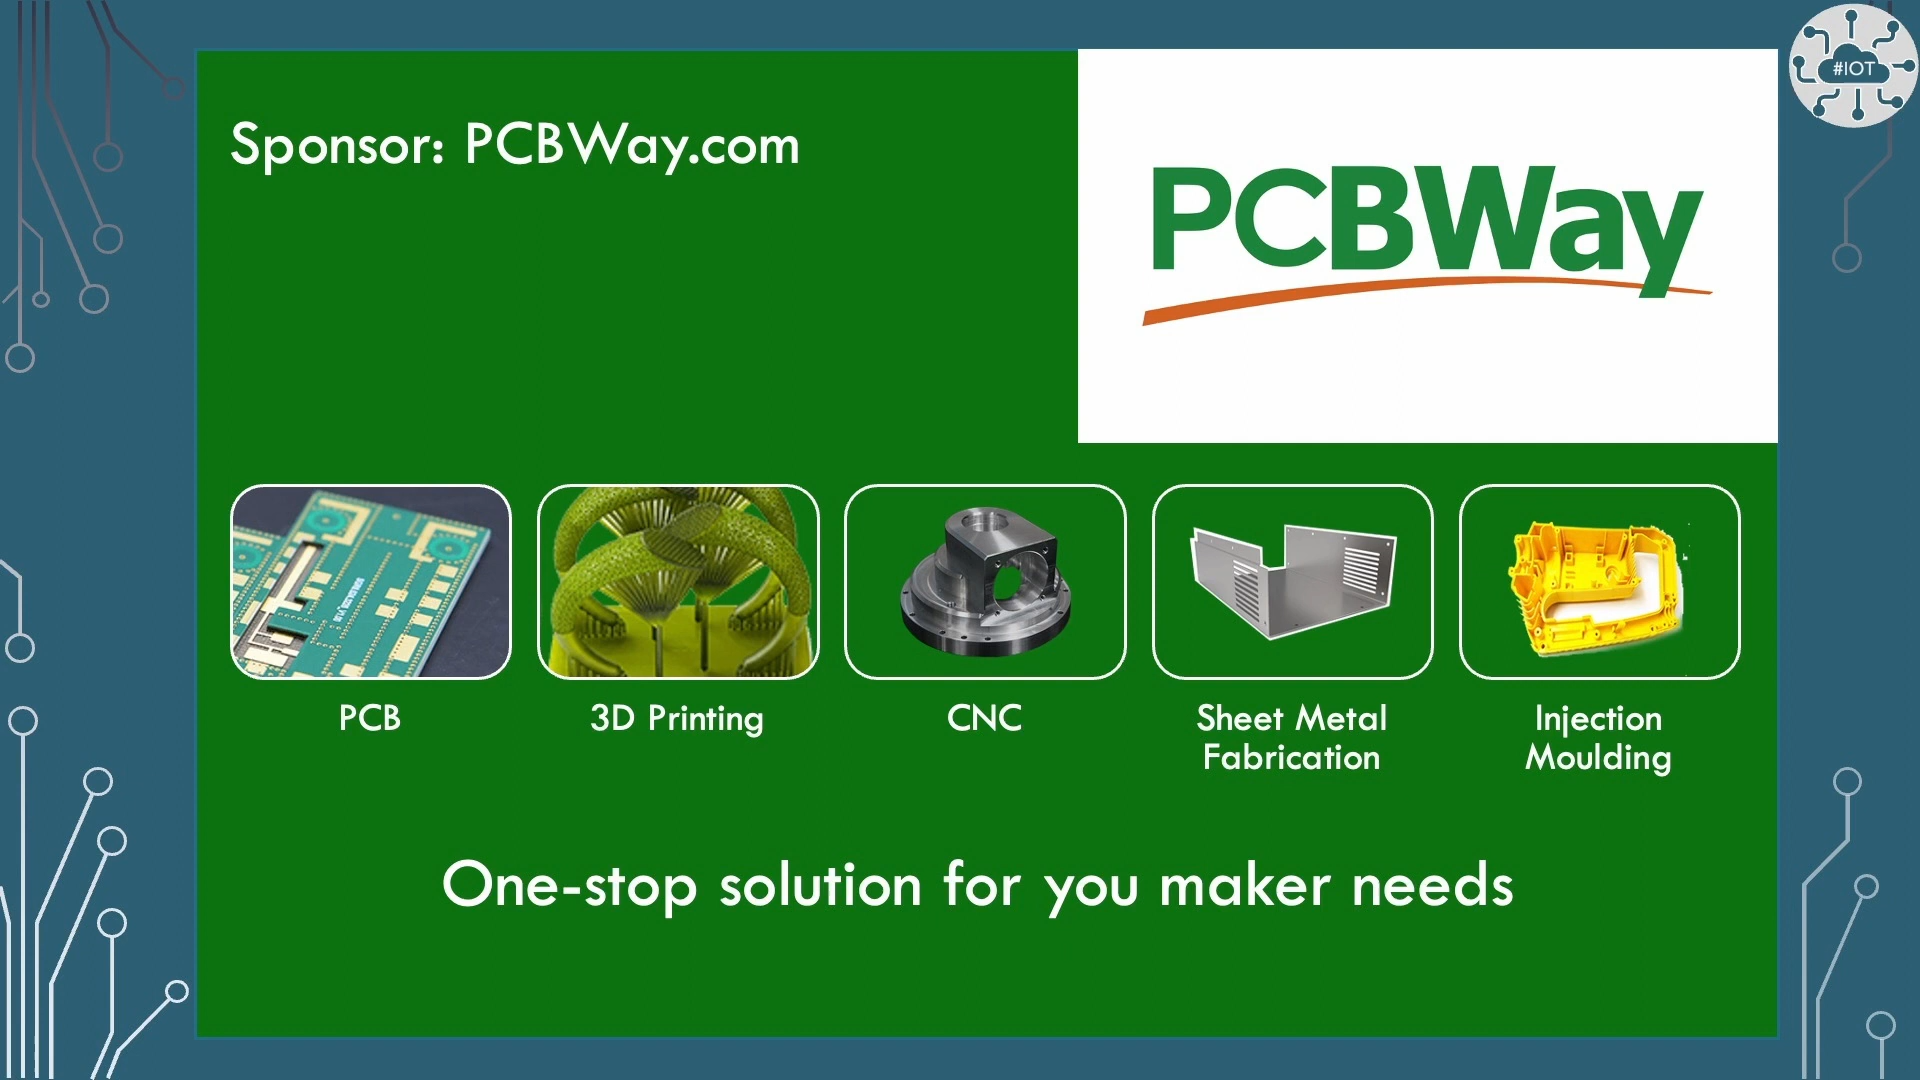 #IOT
Sponsor: PCBWay.com
PCBWay
PCB
3D Printing
CNC
Sheet Metal
Fabrication
Injection
Moulding
One-stop solution for you maker needs